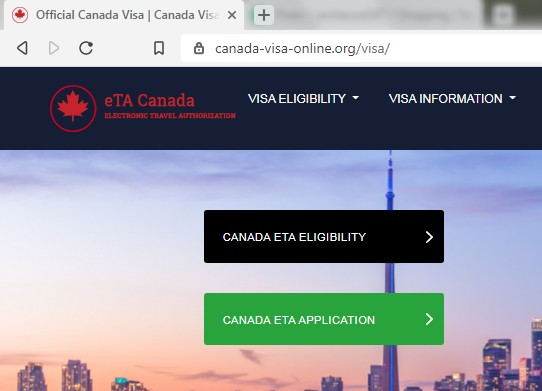 Official Canada Visa | Canada Visa
canada-visa-online.org/visa/
eTA Canada
ELECTRONIC TRAVEL AUTHORIZATION
VISA ELIGIBILITY
VISA INFORMATION
CANADA ETA ELIGIBILITY
CANADA ETA APPLICATION